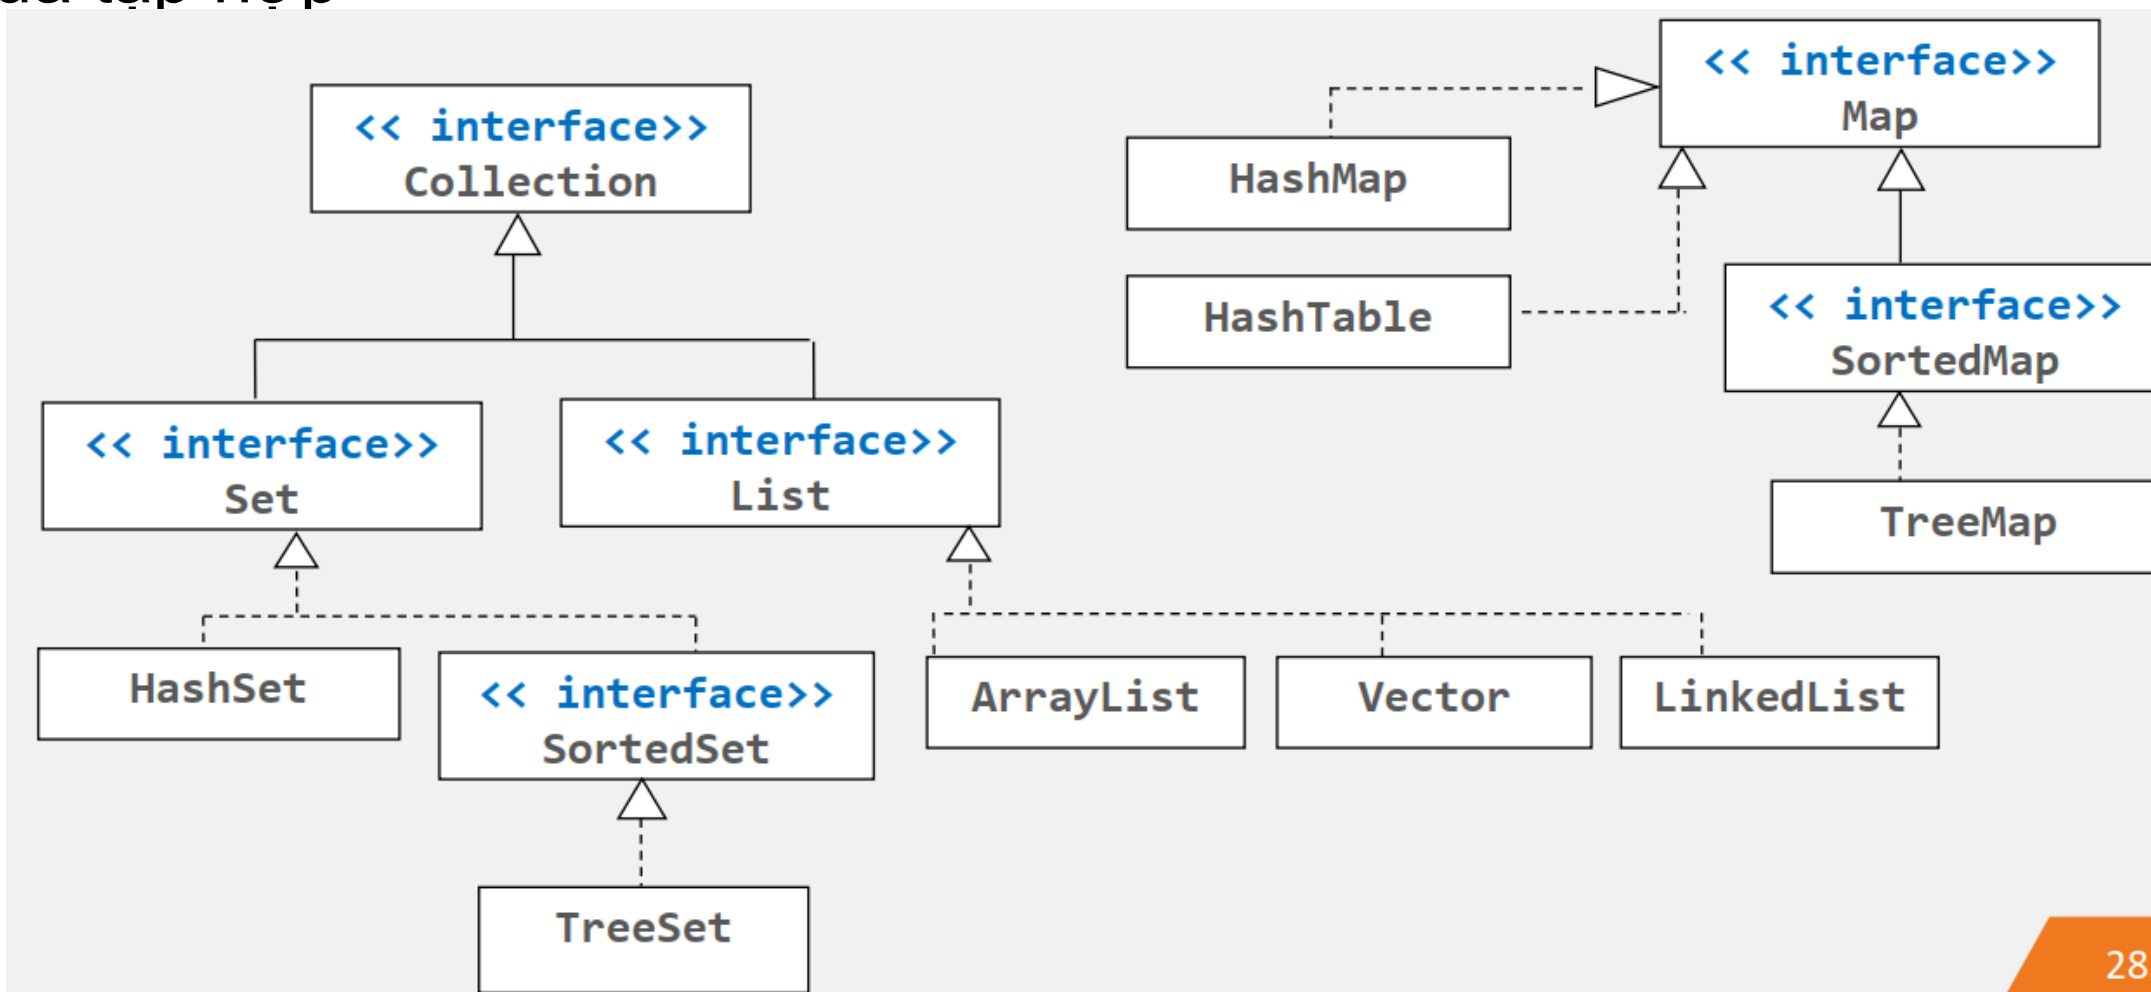 << interface>>
Collection
<< interface>>
Set
<< interface>>
List
HashSet
<< interface>>
SortedSet
TreeSet
ArrayList
Vector
LinkedList
<< interface>>
Map
HashMap
HashTable
<< interface>>
SortedMap
TreeMap
28